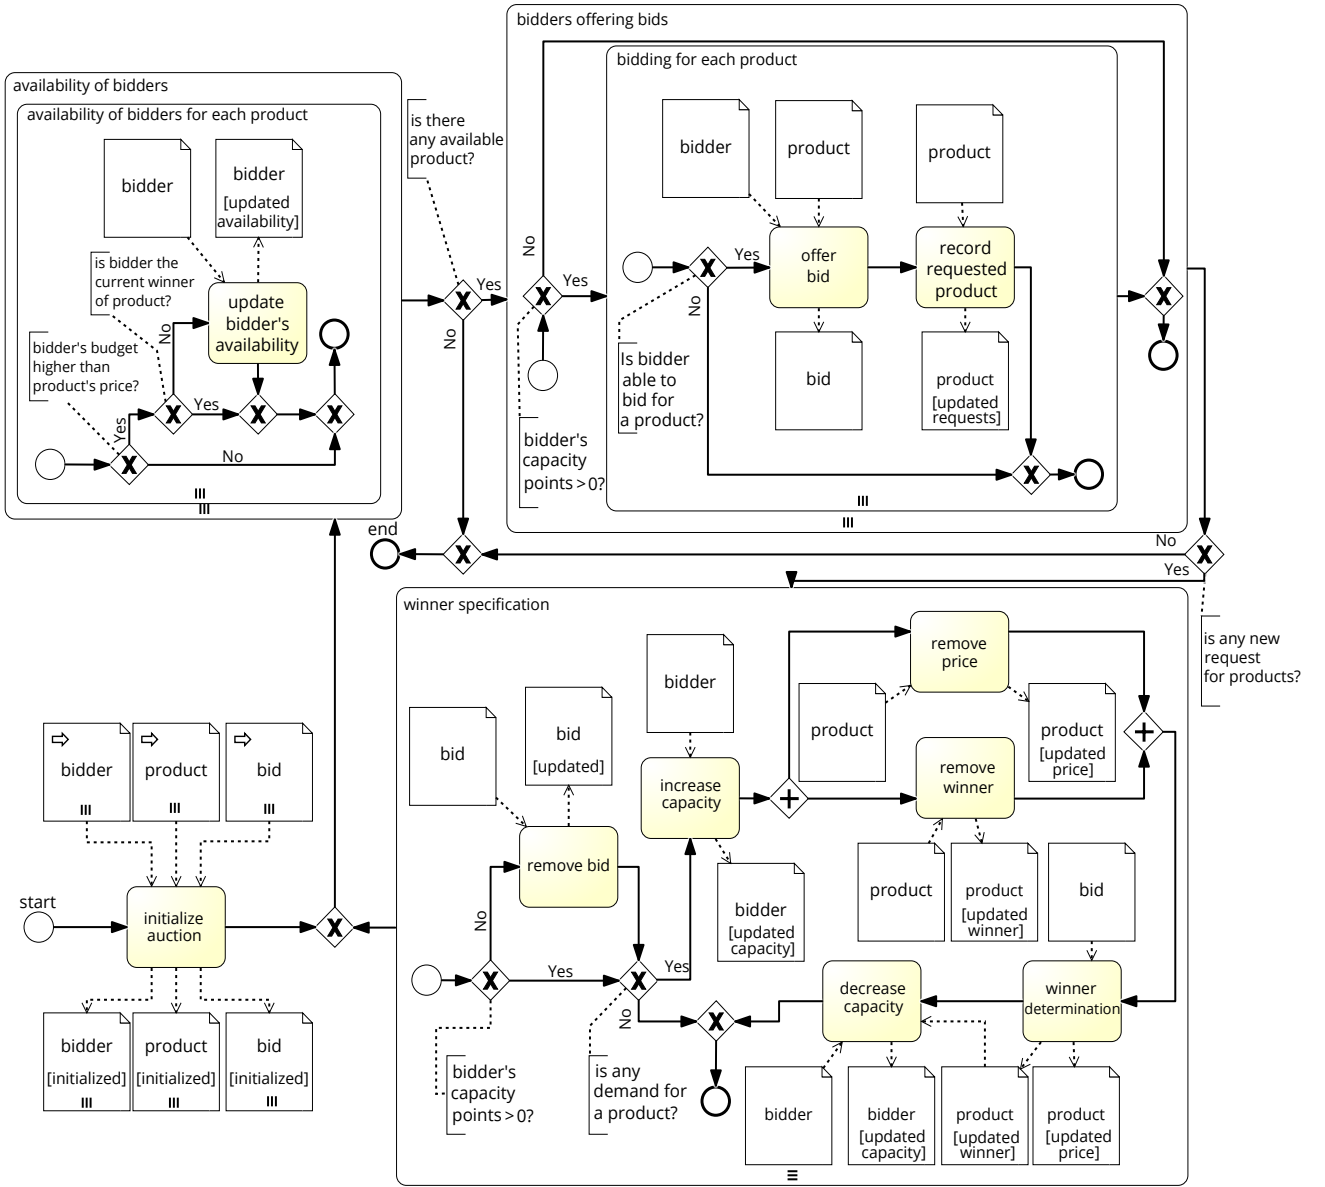 bidders offering bids
bidding for each product
availability of bidders
availability of bidders for each product
bidder
bidder
[updated
availability]
is bidder the
current winner
of product?
bidder's budget
higher than
product's price?
update
bidder's
availability
No
Yes
Yes
No
is there
any available
product?
Yes
No
No
Yes
bidder's
capacity
points > 0?
bidder
product
product
Yes
No
offer
bid
record
requested
product
Is bidder
able to
bid for
a product?
bid
product
[updated
requests]
end
No
Yes
is any new
request
for products?
winner specification
bid
bid
[updated]
bidder
remove
price
product
product
[updated
price]
increase
capacity
remove
winner
remove bid
bidder
[updated
capacity]
product
product
[updated
winner]
bid
No
Yes
Yes
No
bidder's
capacity
points > 0?
is any
demand for
a product?
decrease
capacity
winner
determination
bidder
bidder
[updated
capacity]
product
[updated
winner]
product
[updated
price]
bidder
product
bid
start
initialize
auction
bidder
[initialized]
product
[initialized]
bid
[initialized]